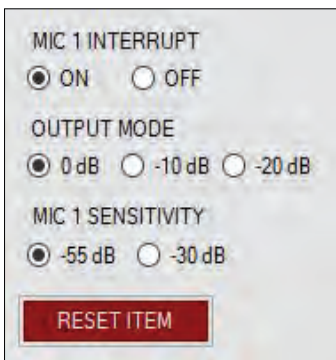 MIC 1 INTERRUPT
ON OFF
OUTPUT MODE
0 dB -10 dB -20 dB
MIC 1 SENSITIVITY
-55 dB -30 dB
RESET ITEM